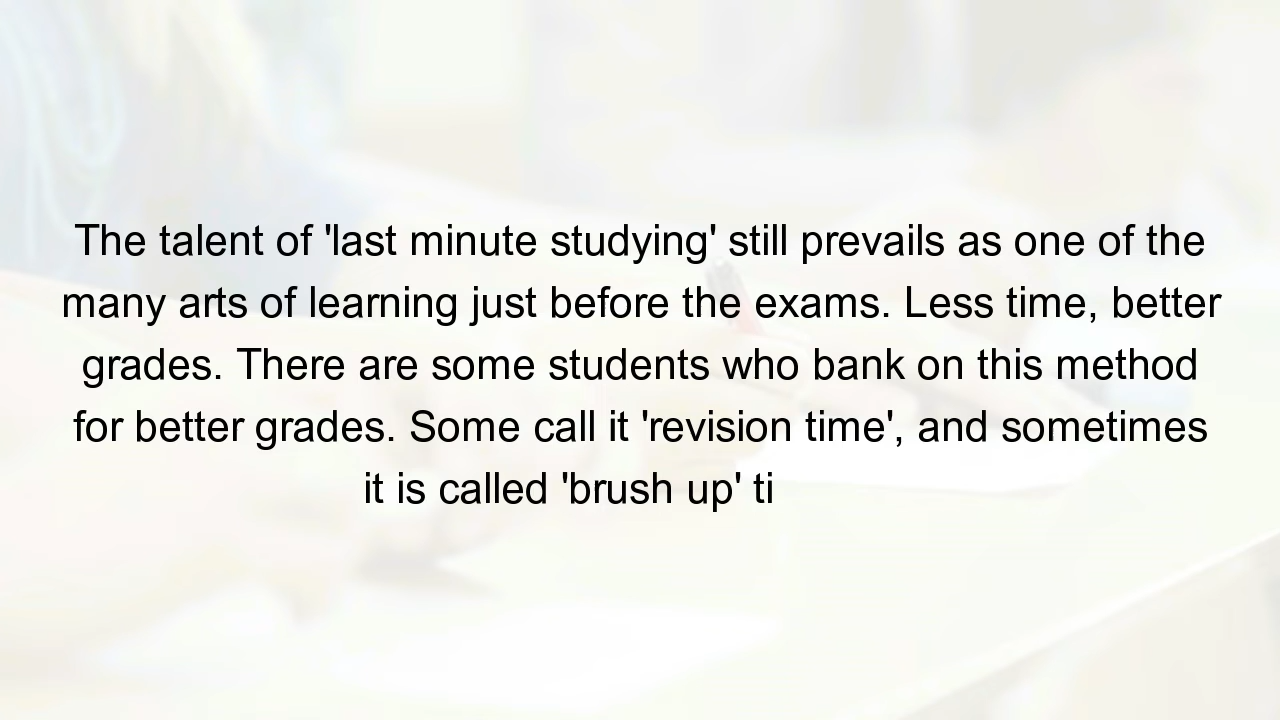 The talent of 'last minute studying' still prevails as one of the
many arts of learning just before the exams. Less time, better
grades. There are some students who bank on this method
for better grades. Some call it 'revision time', and sometimes
it is called 'brush up' ti